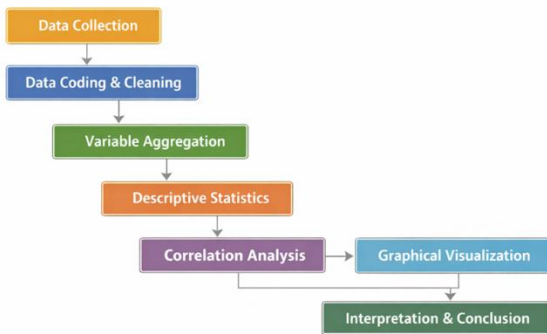 Data Collection
Data Coding & Cleaning
Variable Aggregation
Descriptive Statistics
Correlation Analysis
Graphical Visualization
Interpretation & Conclusion